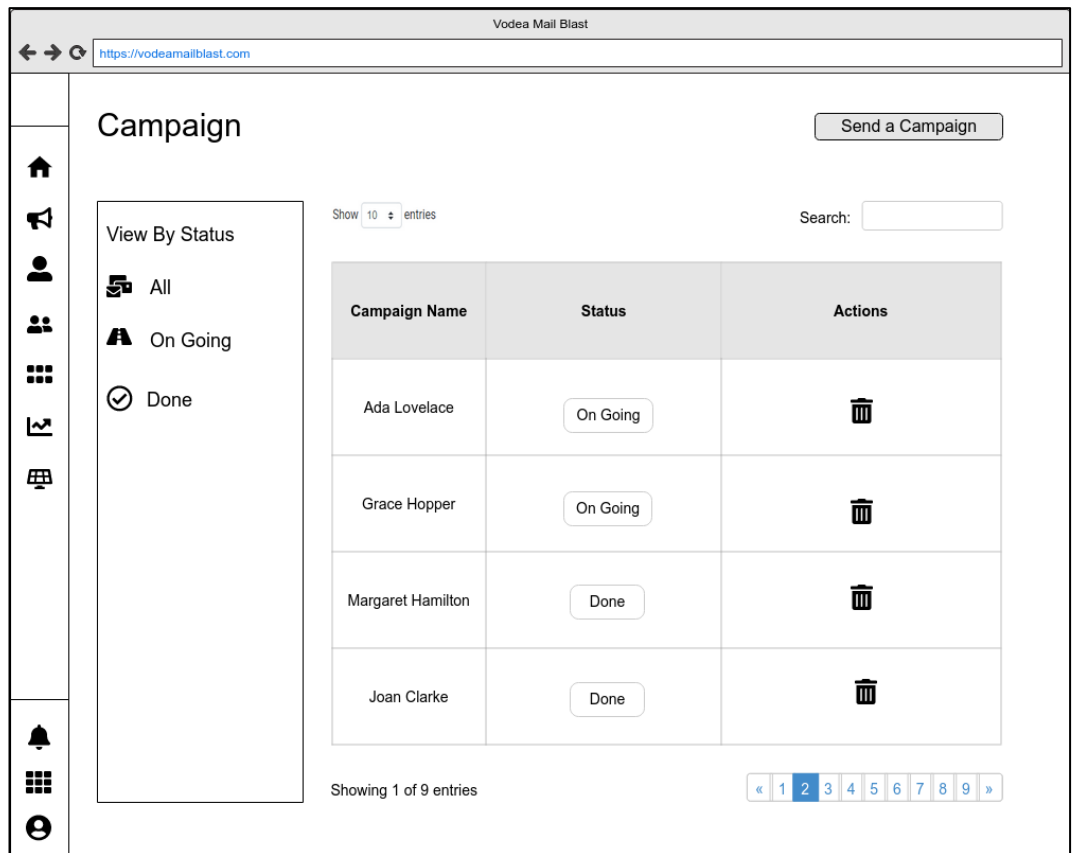 Vodea Mail Blast
https://vodeamailblast.com
Campaign
Send a Campaign
View By Status
All
On Going
Done
Show 10 entries
Search:
Campaign Name Status Actions
Ada Lovelace On Going
Grace Hopper On Going
Margaret Hamilton Done
Joan Clarke Done
Showing 1 of 9 entries
« 1 2 3 4 5 6 7 8 9 »